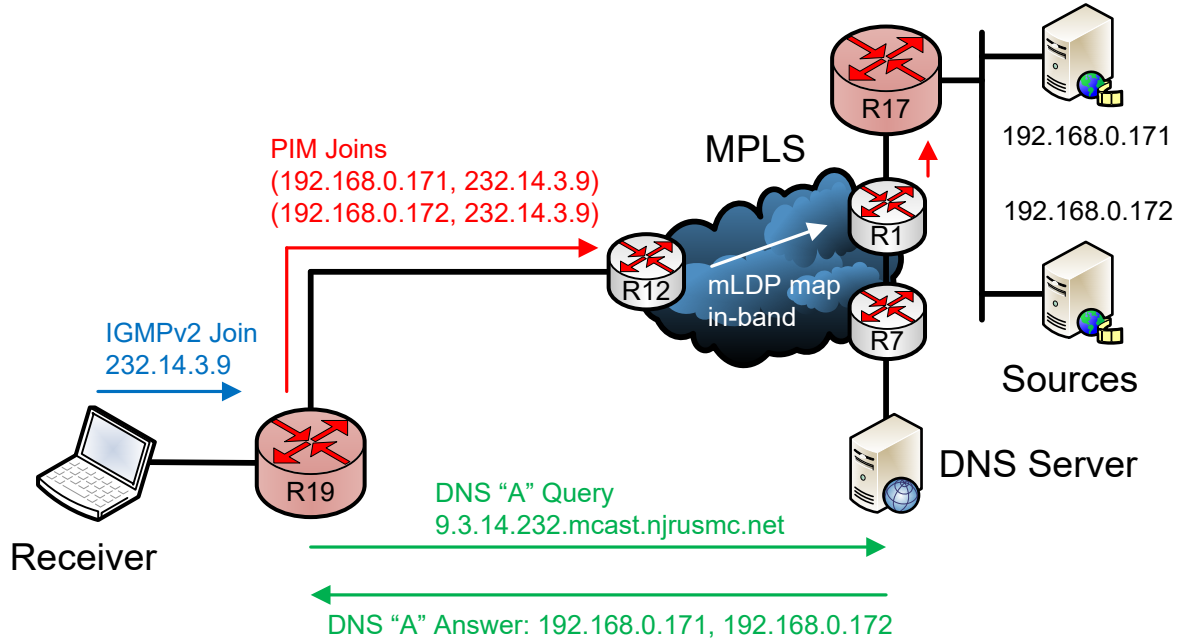 R17
192.168.0.171
MPLS
PIM Joins
(192.168.0.171, 232.14.3.9)
(192.168.0.172, 232.14.3.9)
192.168.0.172
R1
R12
mLDP map
in-band
R7
IGMPv2 Join
232.14.3.9
Sources
R19
DNS Server
DNS “A” Query
9.3.14.232.mcast.njrusmc.net
Receiver
DNS “A” Answer: 192.168.0.171, 192.168.0.172